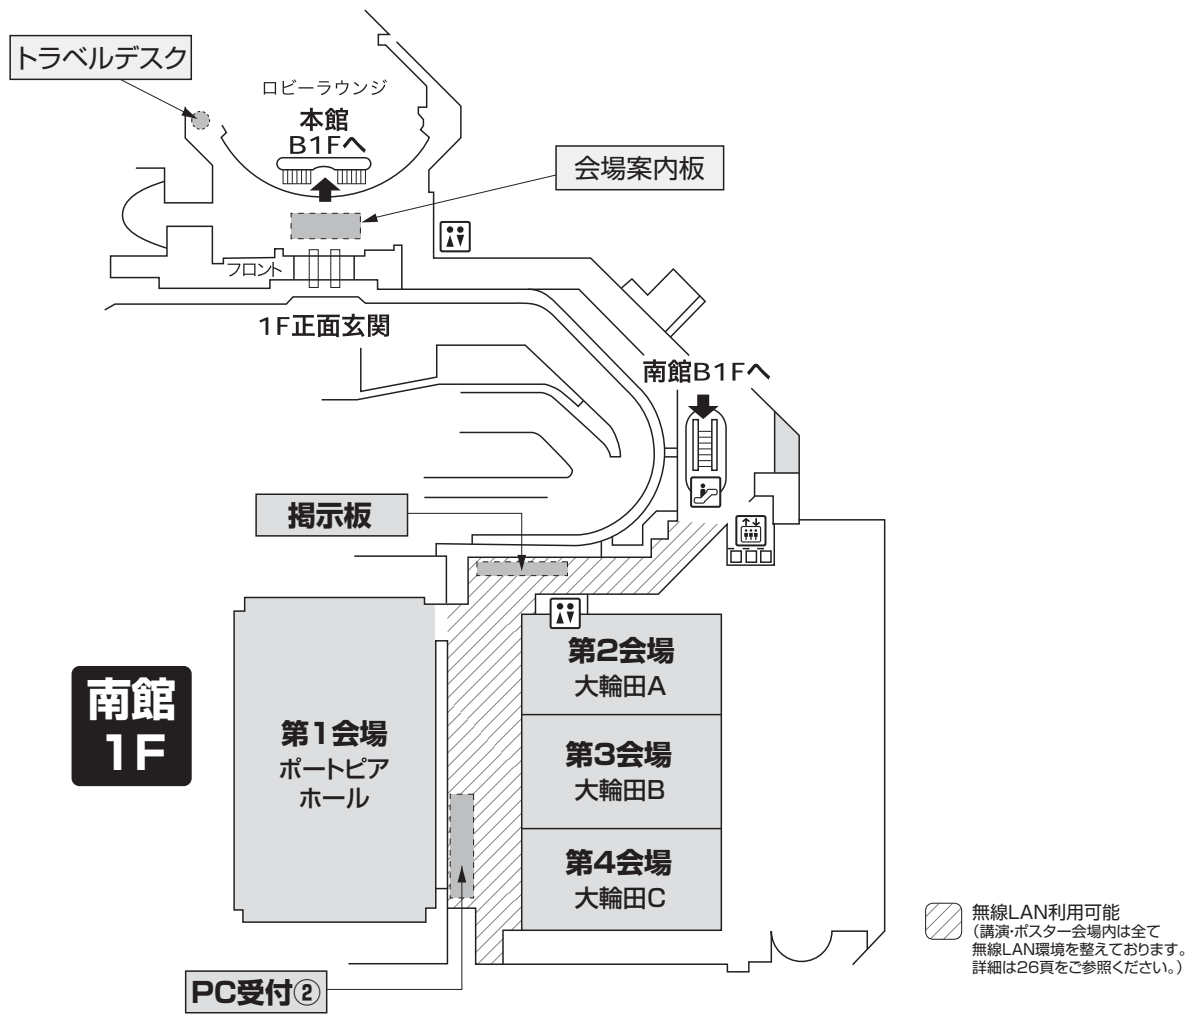 トラベルデスク
ロビーラウンジ
本館
B1Fへ
会場案内板
フロント
1F正面玄関
南館B1Fへ
掲示板
南館
1F
第1会場
ポートピア
ホール
第2会場
大輪田A
第3会場
大輪田B
第4会場
大輪田C
PC受付②
無線LAN利用可能
(講演・ポスター会場内は全て
無線LAN環境を整えております。
詳細は26頁をご参照ください。)